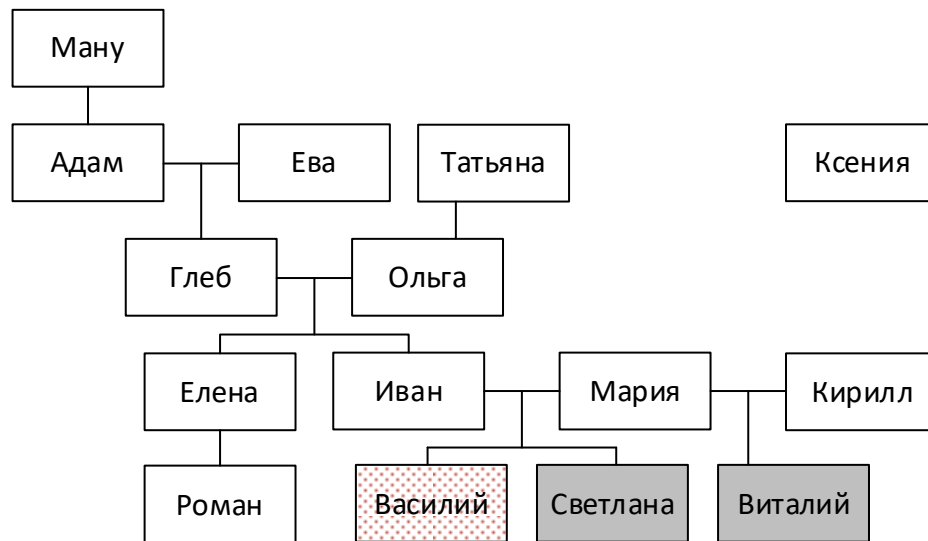 Ману
Адам
Ева
Татьяна
Ксения
Глеб
Ольга
Елена
Иван
Мария
Кирилл
Роман
Василий
Светлана
Виталий